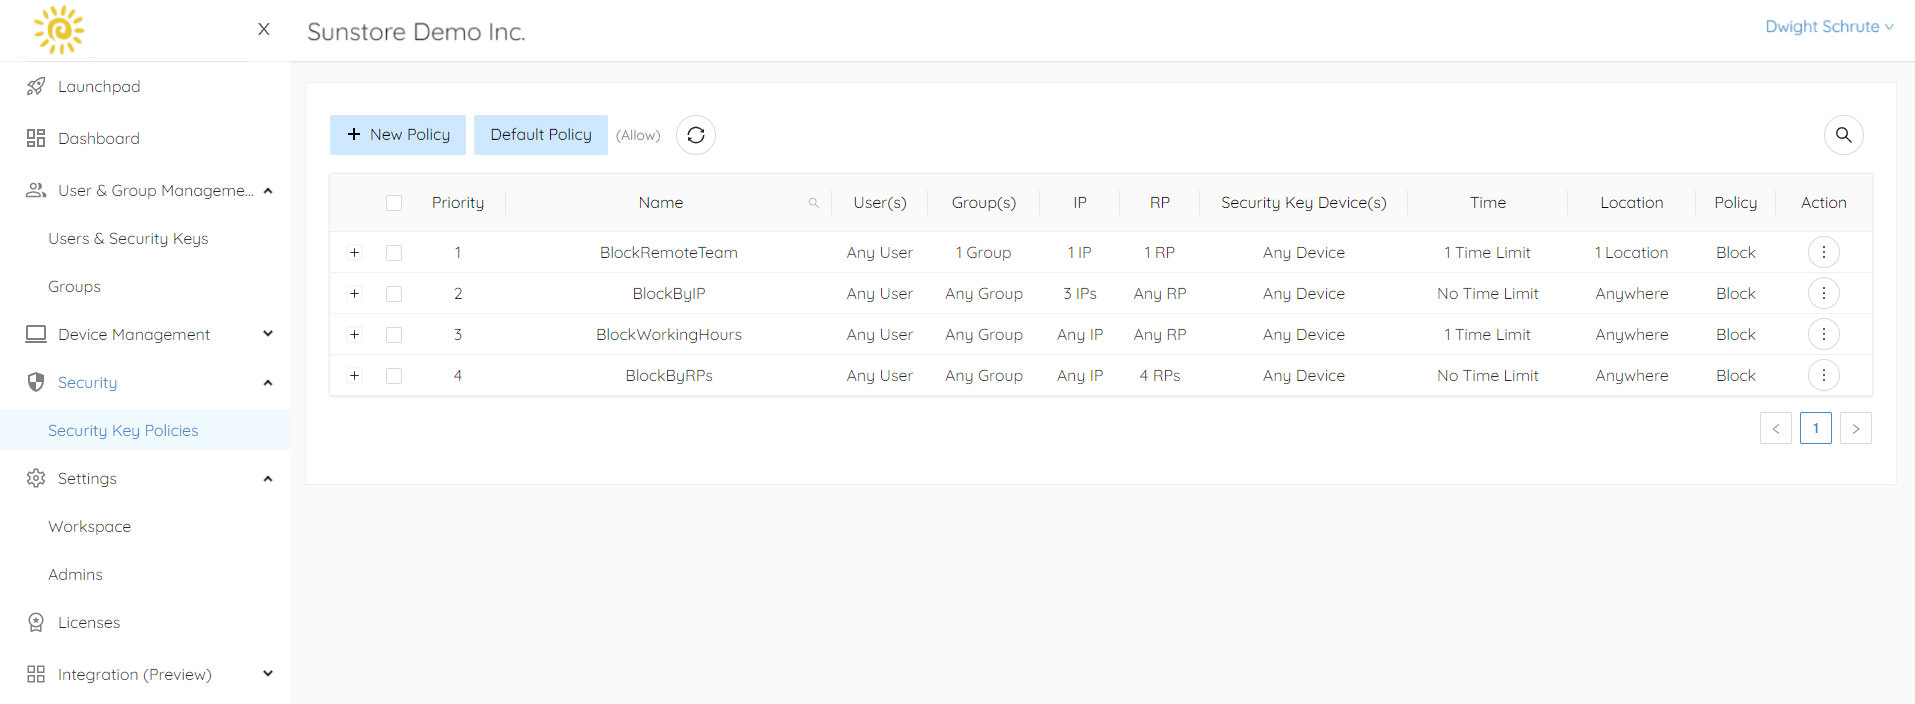 X
Sunstore Demo Inc.
Dwight Schrute
Launchpad
Dashboard
User & Group Manageme...
Users & Security Keys
Groups
Device Management
Security
Security Key Policies
Settings
Workspace
Admins
Licenses
Integration (Preview)
+ New Policy Default Policy (Allow)
Priority Name User(s) Group(s) IP RP Security Key Device(s) Time Location Policy Action
+ 1 BlockRemoteTeam Any User 1 Group 1 IP 1 RP Any Device 1 Time Limit 1 Location Block
+ 2 BlockByIP Any User Any Group 3 IPs Any RP Any Device No Time Limit Anywhere Block
+ 3 BlockWorkingHours Any User Any Group Any IP Any RP Any Device 1 Time Limit Anywhere Block
+ 4 BlockByRPs Any User Any Group Any IP 4 RPs Any Device No Time Limit Anywhere Block
< 1 >